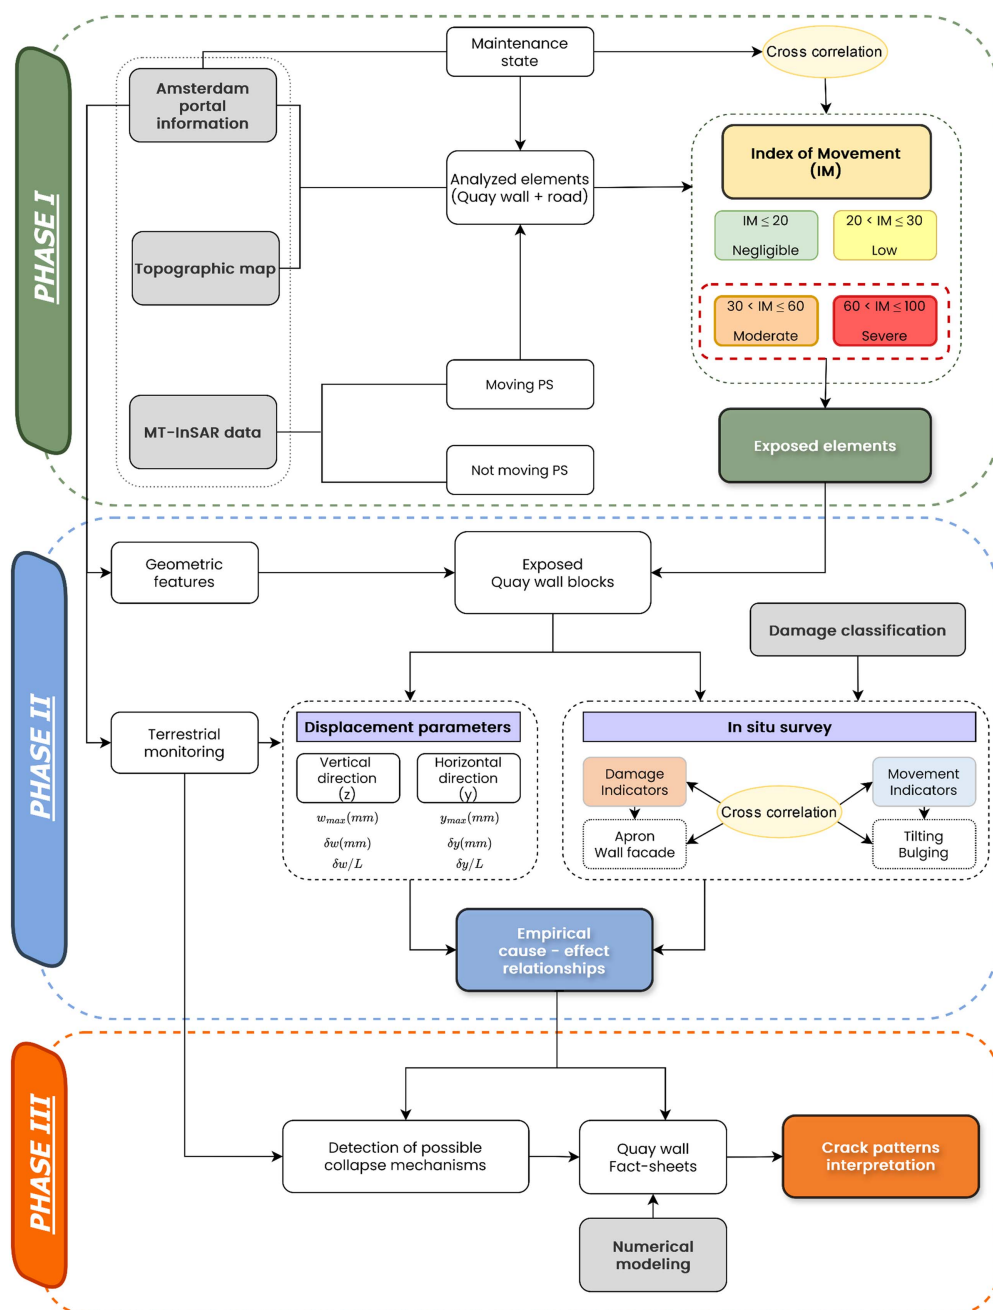 PHASE I
Maintenance
state
Cross correlation
Amsterdam
portal
information
Index of Movement
(IM)
Analyzed elements
(Quay wall + road)
IM ≤ 20
Negligible
20 < IM ≤ 30
Low
Topographic map
30 < IM ≤ 60
Moderate
60 < IM ≤ 100
Severe
Moving PS
MT-InSAR data
Exposed elements
Not moving PS
PHASE II
Geometric
features
Exposed
Quay wall blocks
Damage classification
Terrestrial
monitoring
Displacement parameters
Vertical
direction
(z)
Horizontal
direction
(y)
w_max(mm)
y_max(mm)
δw(mm)
δy(mm)
δw/L
δy/L
In situ survey
Damage
Indicators
Movement
Indicators
Cross correlation
Apron
Wall facade
Tilting
Bulging
Empirical
cause - effect
relationships
PHASE III
Detection of possible
collapse mechanisms
Quay wall
Fact-sheets
Crack patterns
interpretation
Numerical
modeling